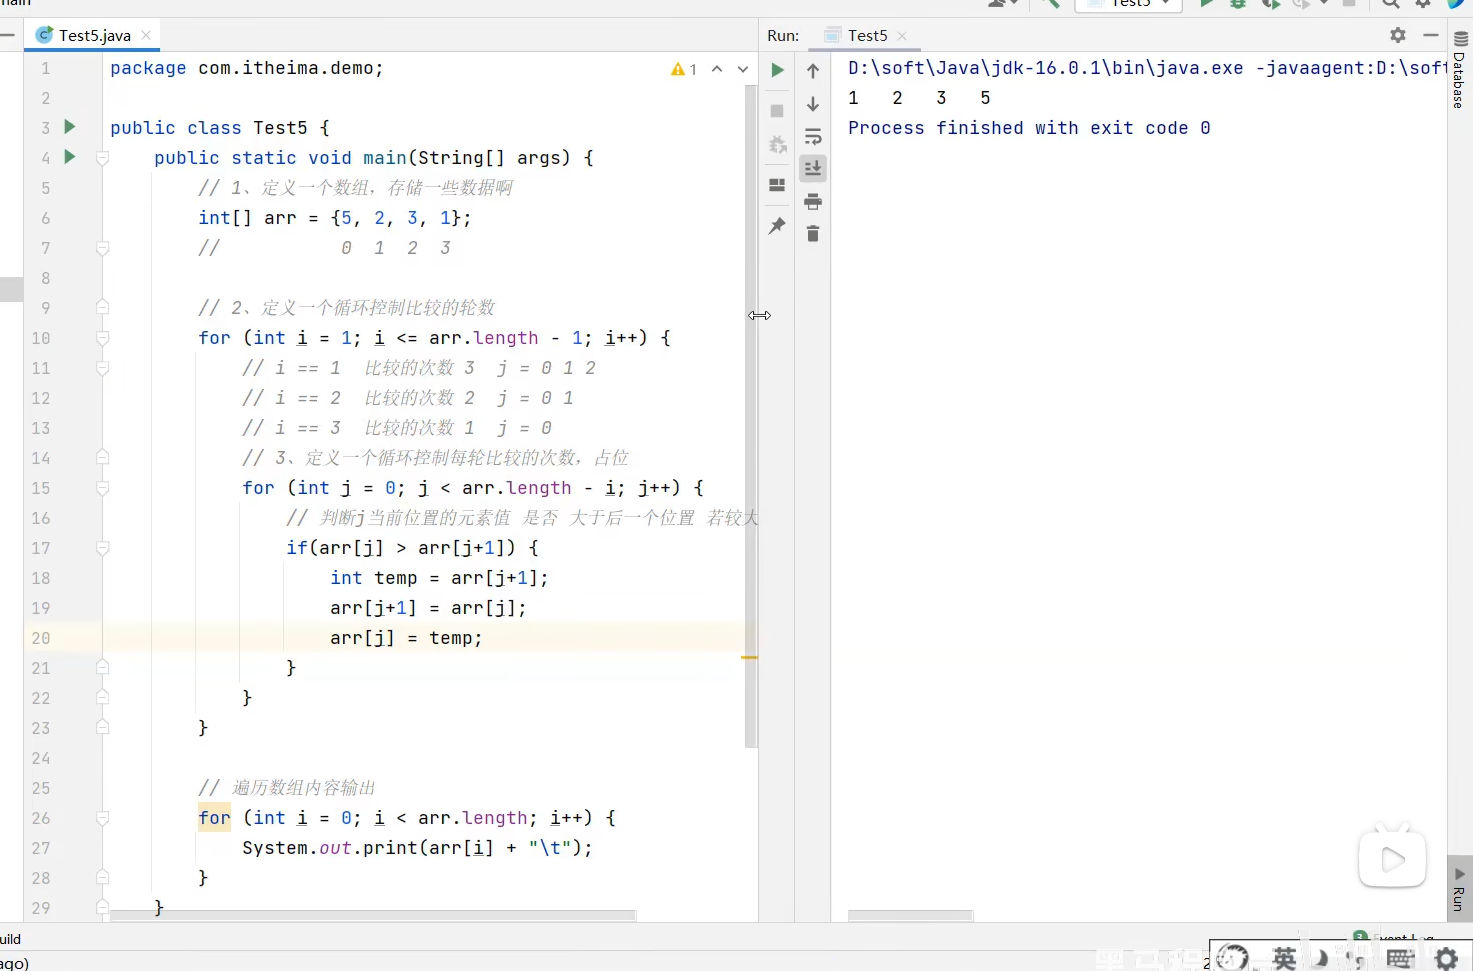 Test5
Test5.java
Run:
Test5
1
package com.itheima.demo;
1
2
3
public class Test5 {
4
public static void main(String[] args) {
5
// 1、定义一个数组，存储一些数据啊
6
int[] arr = {5, 2, 3, 1};
7
// 0 1 2 3
8
9
// 2、定义一个循环控制比较的轮数
10
for (int i = 1; i <= arr.length - 1; i++) {
11
// i == 1 比较的次数 3 j = 0 1 2
12
// i == 2 比较的次数 2 j = 0 1
13
// i == 3 比较的次数 1 j = 0
14
// 3、定义一个循环控制每轮比较的次数，占位
15
for (int j = 0; j < arr.length - i; j++) {
16
// 判断j当前位置的元素值 是否 大于后一个位置 若较大
17
if(arr[j] > arr[j+1]) {
18
int temp = arr[j+1];
19
arr[j+1] = arr[j];
20
arr[j] = temp;
21
}
22
}
23
}
24
25
// 遍历数组内容输出
26
for (int i = 0; i < arr.length; i++) {
27
System.out.print(arr[i] + "\t");
28
}
29
}
D:\soft\Java\jdk-16.0.1\bin\java.exe -javaagent:D:\soft
1 2 3 5
Process finished with exit code 0
Database
Run
uild
ago)
英